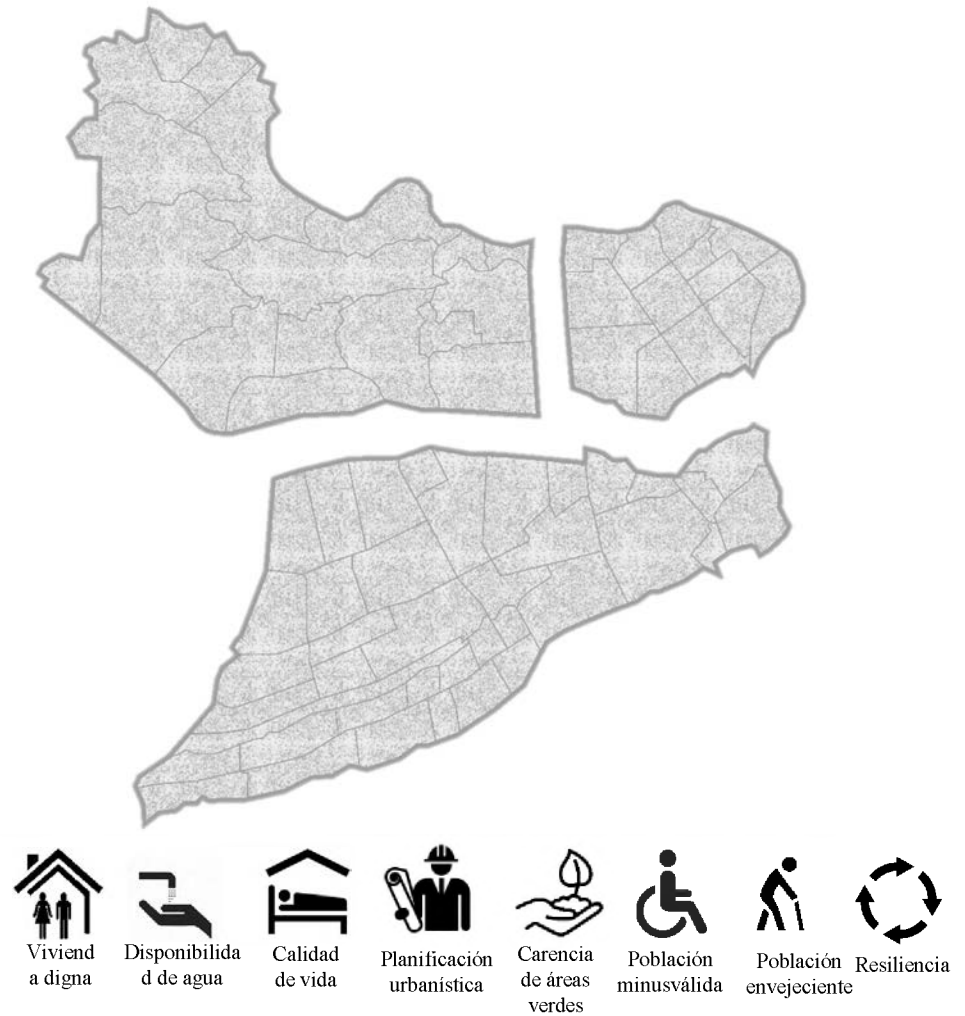 Viviend
a digna
Disponibilida
d de agua
Calidad
de vida
Planificación
urbanística
Carencia
de áreas
verdes
Población
minusválida
Población
envejeciente
Resiliencia